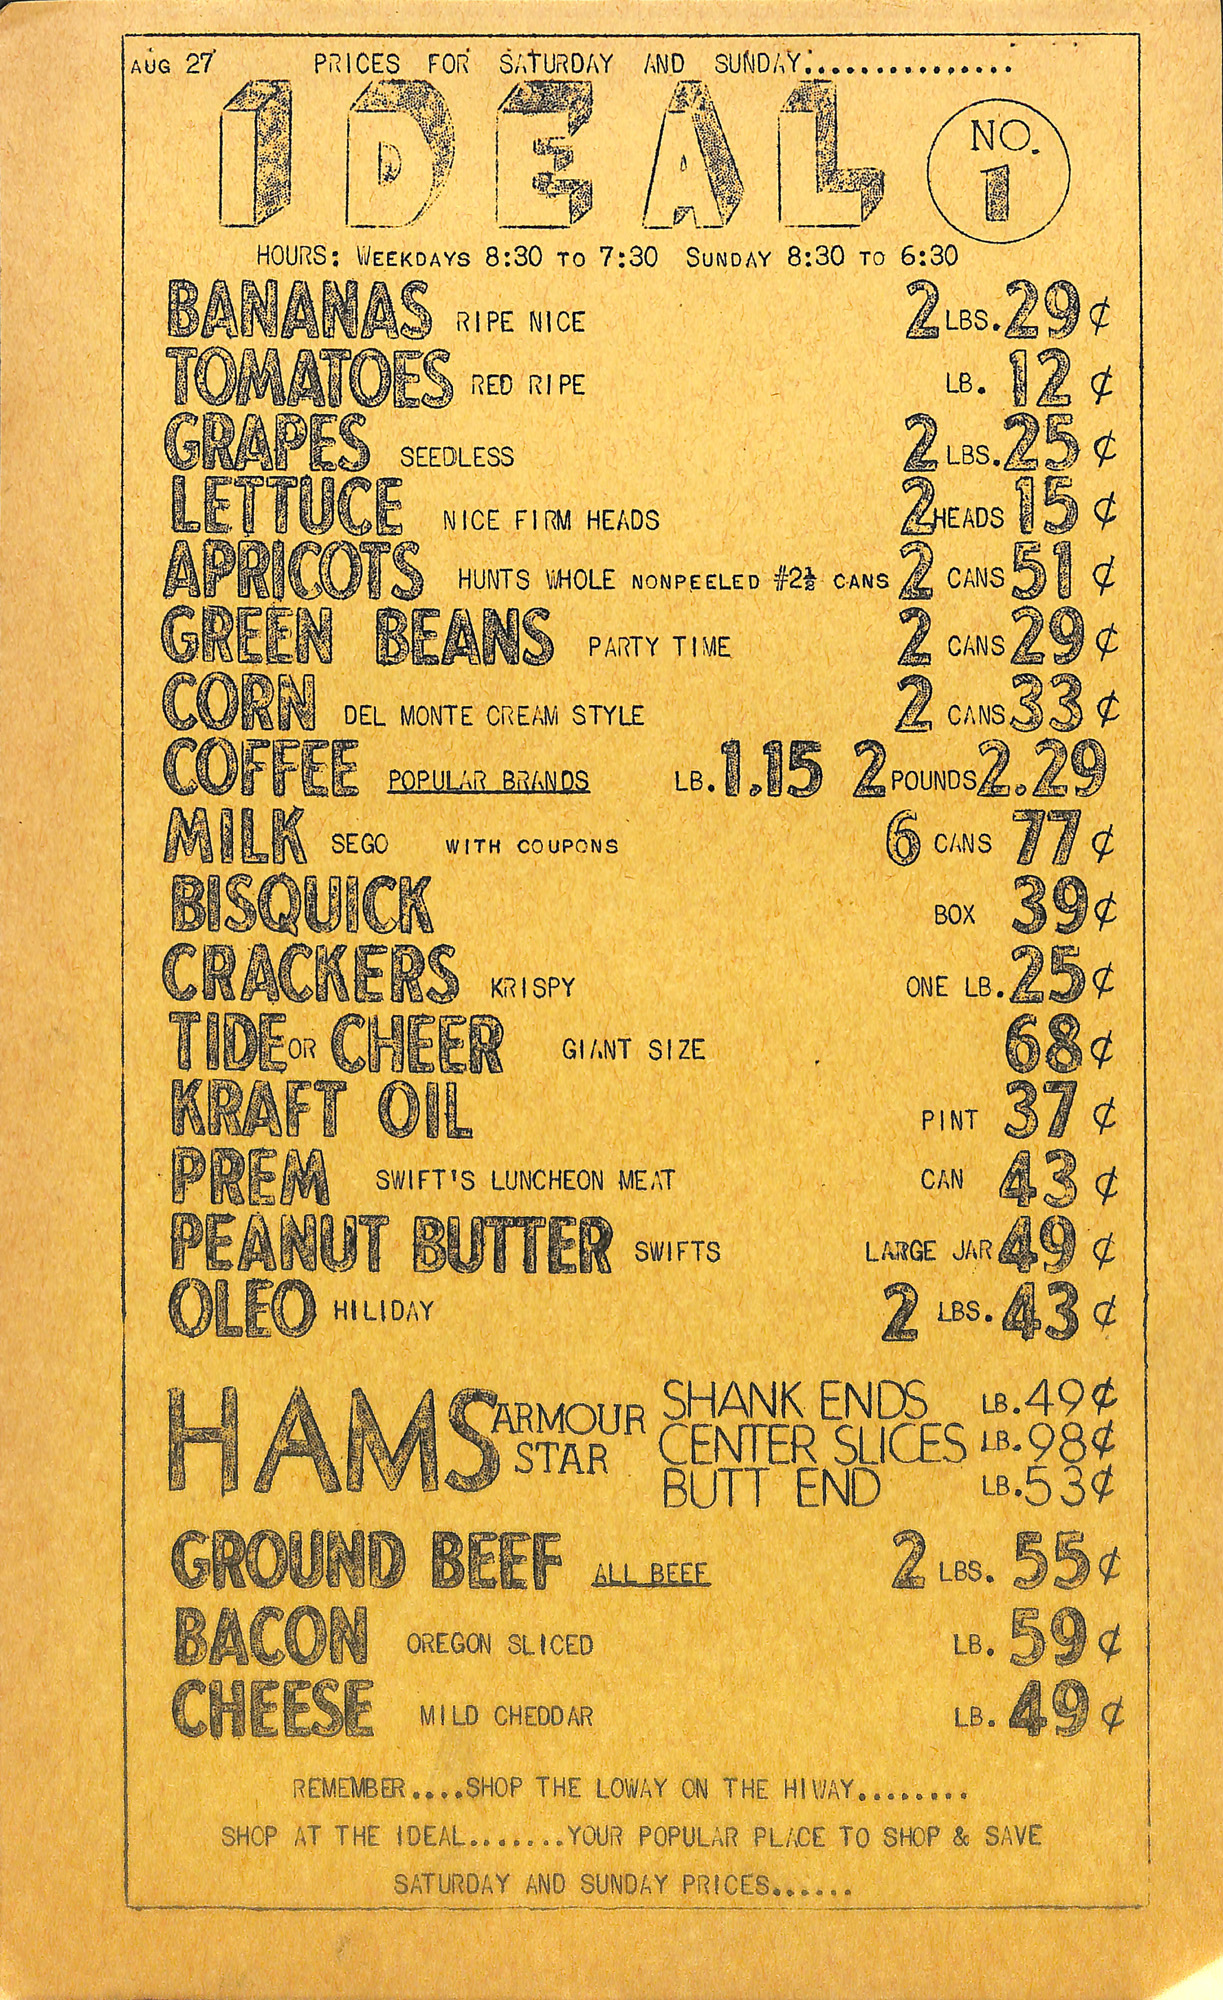 AUG 27 PRICES FOR SATURDAY AND SUNDAY................
IDEAL NO. 1
HOURS: WEEKDAYS 8:30 TO 7:30 SUNDAY 8:30 TO 6:30
BANANAS RIPE NICE 2 LBS. 29¢
TOMATOES RED RIPE LB. 12¢
GRAPES SEEDLESS 2 LBS. 25¢
LETTUCE NICE FIRM HEADS 2 HEADS 15¢
APRICOTS HUNTS WHOLE NONPEELED #2½ CANS 2 CANS 51¢
GREEN BEANS PARTY TIME 2 CANS 29¢
CORN DEL MONTE CREAM STYLE 2 CANS 33¢
COFFEE POPULAR BRANDS LB. 1.15 2 POUNDS 2.29
MILK SEGO WITH COUPONS 6 CANS 77¢
BISQUICK BOX 39¢
CRACKERS KRISPY ONE LB. 25¢
TIDE OR CHEER GIANT SIZE 68¢
KRAFT OIL PINT 37¢
PREM SWIFT'S LUNCHEON MEAT CAN 43¢
PEANUT BUTTER SWIFTS LARGE JAR 49¢
OLEO HILIDAY 2 LBS. 43¢
HAMS ARMOUR STAR
SHANK ENDS LB. 49¢
CENTER SLICES LB. 98¢
BUTT END LB. 53¢
GROUND BEEF ALL BEEF 2 LBS. 55¢
BACON OREGON SLICED LB. 59¢
CHEESE MILD CHEDDAR LB. 49¢
REMEMBER....SHOP THE LOWAY ON THE HIWAY........
SHOP AT THE IDEAL.......YOUR POPULAR PLACE TO SHOP & SAVE
SATURDAY AND SUNDAY PRICES......